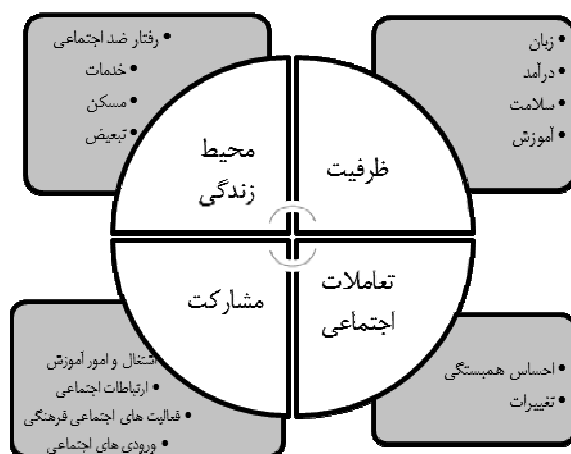 زبان
درآمد
سلامت
آموزش
ظرفیت
رفتار ضد اجتماعی
خدمات
مسکن
تبعیض
محیط
زندگی
تعاملات
اجتماعی
احساس همبستگی
تغییرات
مشارکت
اشتغال و امور آموزش
ارتباطات اجتماعی
فعالیت های اجتماعی فرهنگی
ورودی های اجتماعی